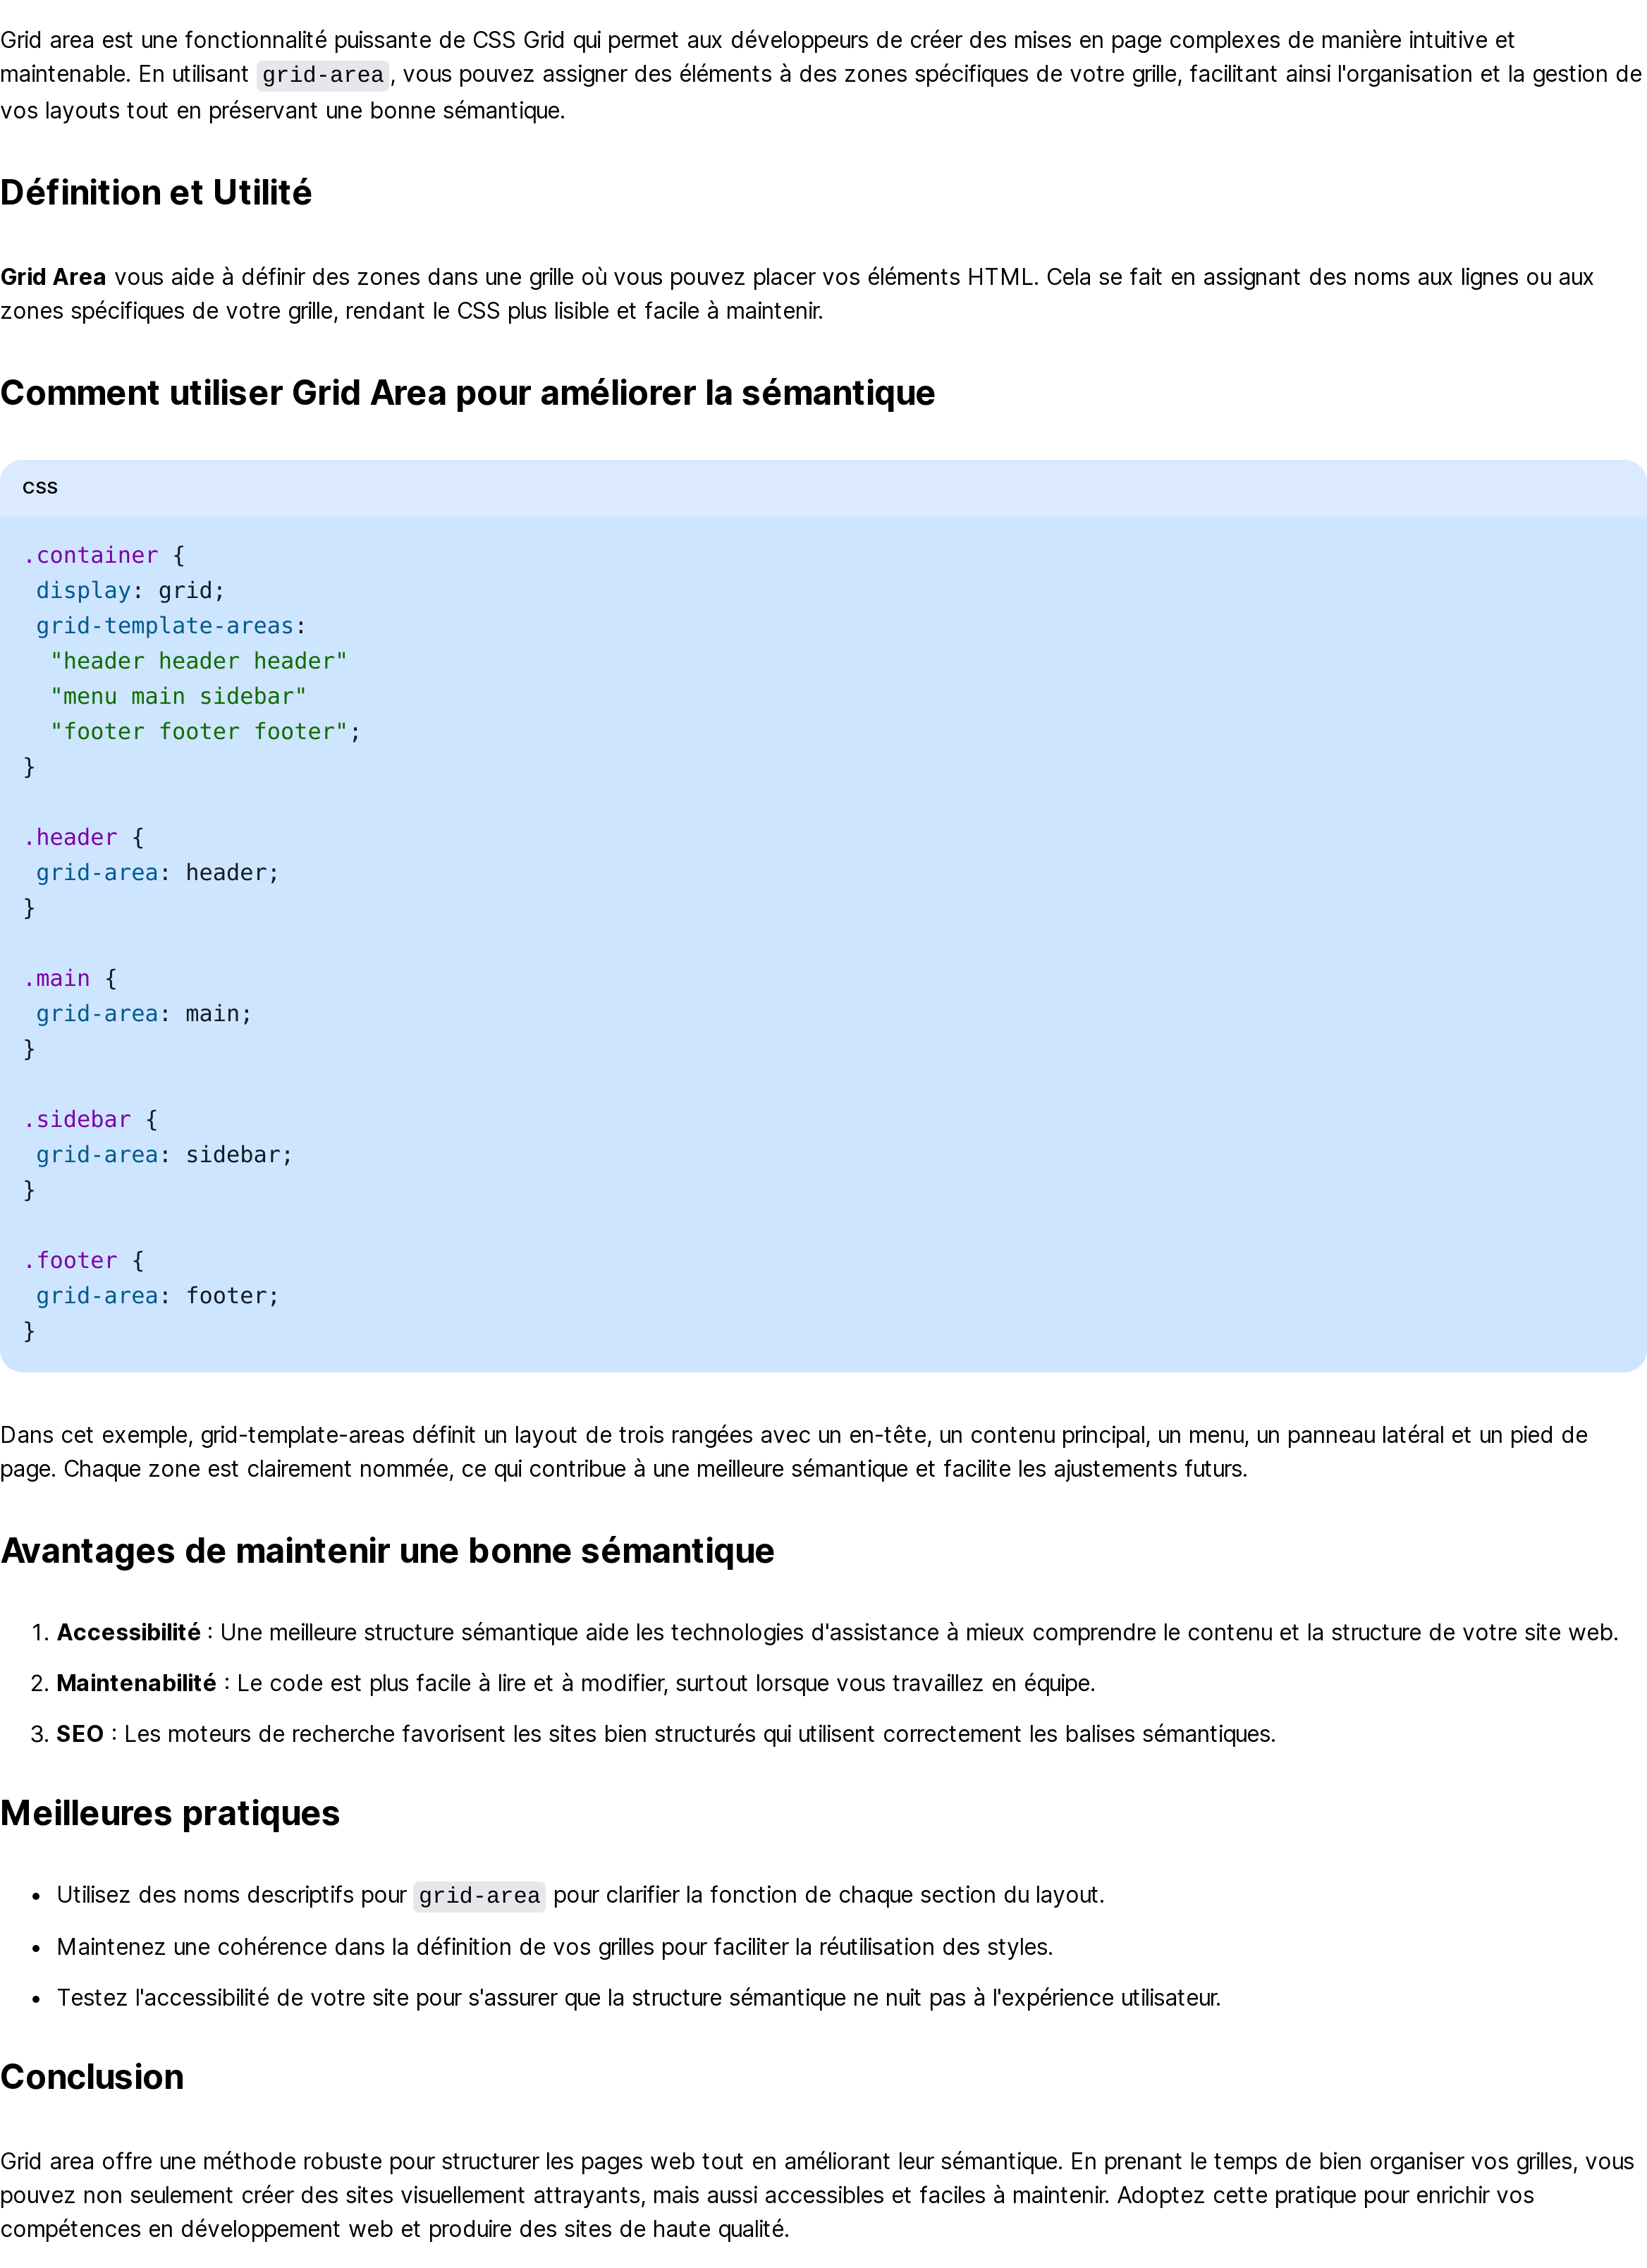 Grid area est une fonctionnalité puissante de CSS Grid qui permet aux développeurs de créer des mises en page complexes de manière intuitive et
maintenable. En utilisant grid-area, vous pouvez assigner des éléments à des zones spécifiques de votre grille, facilitant ainsi l'organisation et la gestion de
vos layouts tout en préservant une bonne sémantique.
Définition et Utilité
Grid Area vous aide à définir des zones dans une grille où vous pouvez placer vos éléments HTML. Cela se fait en assignant des noms aux lignes ou aux
zones spécifiques de votre grille, rendant le CSS plus lisible et facile à maintenir.
Comment utiliser Grid Area pour améliorer la sémantique
css
.container {
display: grid;
grid-template-areas:
"header header header"
"menu main sidebar"
"footer footer footer";
}
.header {
grid-area: header;
}
.main {
grid-area: main;
}
.sidebar {
grid-area: sidebar;
}
.footer {
grid-area: footer;
}
Dans cet exemple, grid-template-areas définit un layout de trois rangées avec un en-tête, un contenu principal, un menu, un panneau latéral et un pied de
page. Chaque zone est clairement nommée, ce qui contribue à une meilleure sémantique et facilite les ajustements futurs.
Avantages de maintenir une bonne sémantique
1. Accessibilité : Une meilleure structure sémantique aide les technologies d'assistance à mieux comprendre le contenu et la structure de votre site web.
2. Maintenabilité : Le code est plus facile à lire et à modifier, surtout lorsque vous travaillez en équipe.
3. SEO : Les moteurs de recherche favorisent les sites bien structurés qui utilisent correctement les balises sémantiques.
Meilleures pratiques
• Utilisez des noms descriptifs pour grid-area pour clarifier la fonction de chaque section du layout.
• Maintenez une cohérence dans la définition de vos grilles pour faciliter la réutilisation des styles.
• Testez l'accessibilité de votre site pour s'assurer que la structure sémantique ne nuit pas à l'expérience utilisateur.
Conclusion
Grid area offre une méthode robuste pour structurer les pages web tout en améliorant leur sémantique. En prenant le temps de bien organiser vos grilles, vous
pouvez non seulement créer des sites visuellement attrayants, mais aussi accessibles et faciles à maintenir. Adoptez cette pratique pour enrichir vos
compétences en développement web et produire des sites de haute qualité.